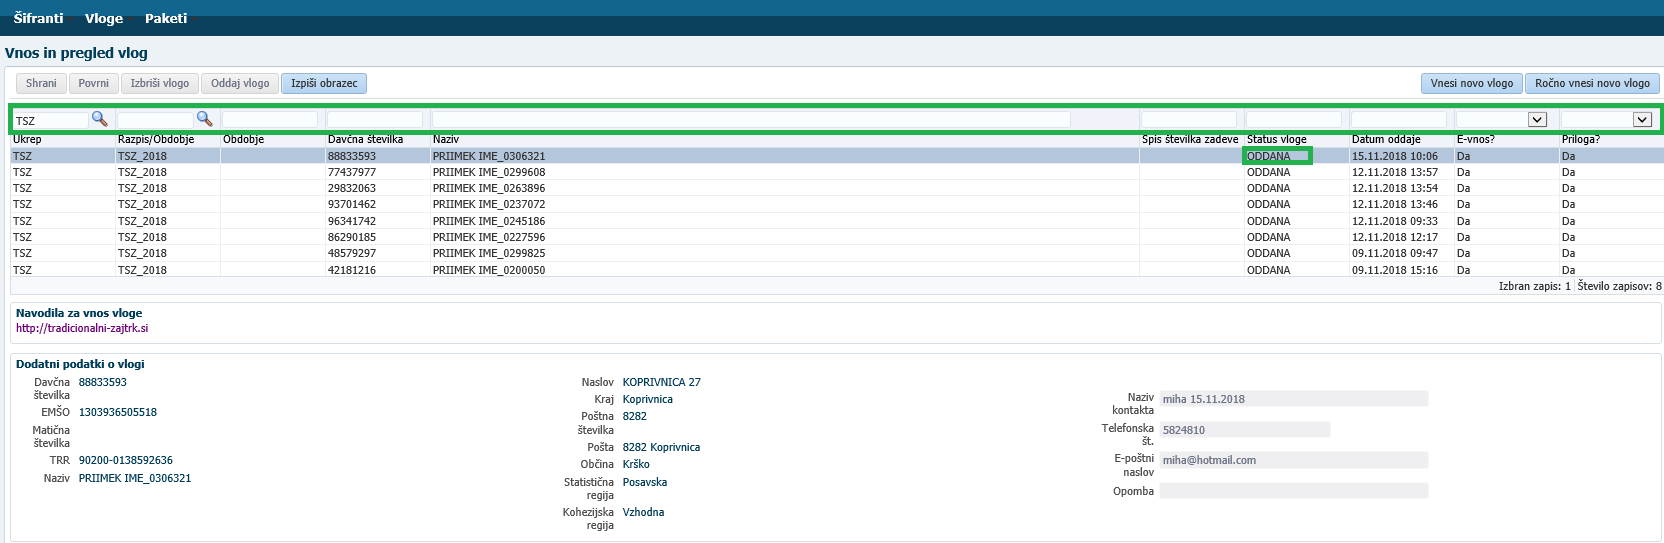 Šifranti Vloge Paketi
Vnos in pregled vlog
Shrani Povrni Izbriši vlogo Oddaj vlogo Izpiši obrazec Vnesi novo vlogo Ročno vnesi novo vlogo
TSZ
Ukrep Razpis/Obdobje Obdobje Davčna številka Naziv Spis številka zadeve Status vloge Datum oddaje E-vnos? Priloga?
TSZ TSZ_2018 88833593 PRIIMEK IME_0306321 ODDANA 15.11.2018 10:06 Da Da
TSZ TSZ_2018 77437977 PRIIMEK IME_0299608 ODDANA 12.11.2018 13:57 Da Da
TSZ TSZ_2018 29832063 PRIIMEK IME_0263896 ODDANA 12.11.2018 13:54 Da Da
TSZ TSZ_2018 93701462 PRIIMEK IME_0237072 ODDANA 12.11.2018 13:46 Da Da
TSZ TSZ_2018 96341742 PRIIMEK IME_0245186 ODDANA 12.11.2018 09:33 Da Da
TSZ TSZ_2018 86290185 PRIIMEK IME_0227596 ODDANA 12.11.2018 12:17 Da Da
TSZ TSZ_2018 48579297 PRIIMEK IME_0299825 ODDANA 09.11.2018 09:47 Da Da
TSZ TSZ_2018 42181216 PRIIMEK IME_0200050 ODDANA 09.11.2018 15:16 Da Da
Izbran zapis: 1 Število zapisov: 8
Navodila za vnos vloge
http://tradicionalni-zajtrk.si
Dodatni podatki o vlogi
Davčna številka 88833593
EMŠO 1303936505518
Matična številka
TRR 90200-0138592636
Naziv PRIIMEK IME_0306321
Naslov KOPRIVNICA 27
Kraj Koprivnica
Poštna številka 8282
Pošta 8282 Koprivnica
Občina Krško
Statistična regija Posavska
Kohezijska regija Vzhodna
Naziv kontakta miha 15.11.2018
Telefonska št. 5824810
E-poštni naslov miha@hotmail.com
Opomba